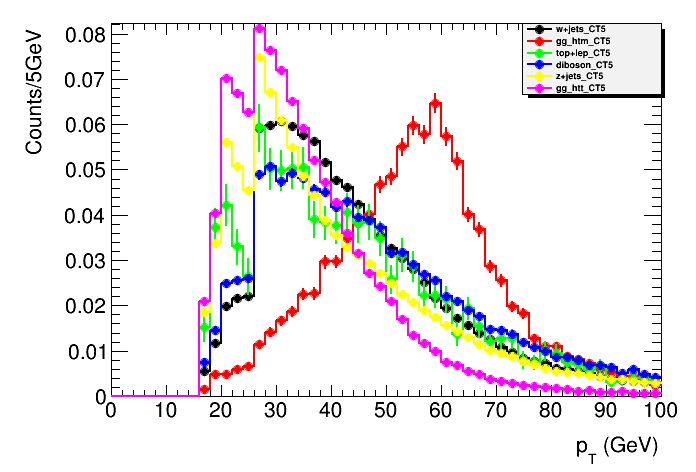 Counts/5GeV
0.08
0.07
0.06
0.05
0.04
0.03
0.02
0.01
0
w+jets_CT5
gg_htm_CT5
top+lep_CT5
diboson_CT5
z+jets_CT5
gg_htt_CT5
0 10 20 30 40 50 60 70 80 90 100
p_T (GeV)